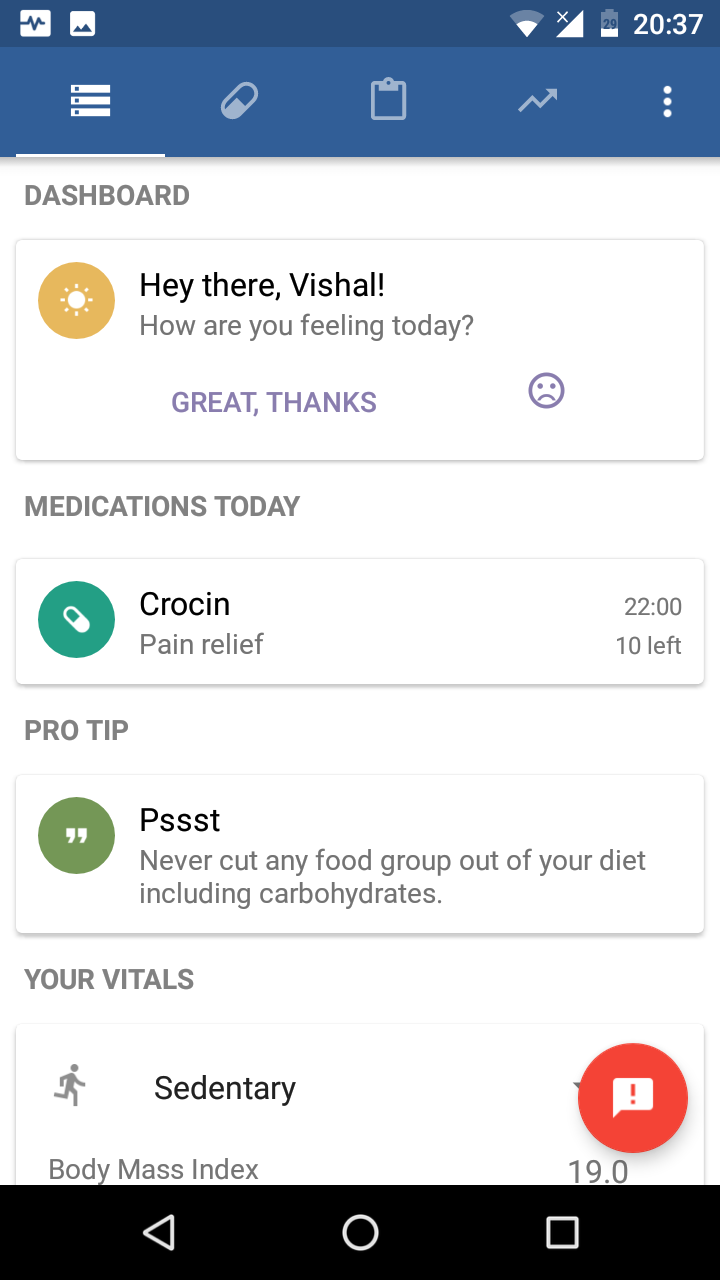 29 20:37
DASHBOARD
Hey there, Vishal!
How are you feeling today?
GREAT, THANKS
MEDICATIONS TODAY
Crocin 22:00
Pain relief 10 left
PRO TIP
Pssst
Never cut any food group out of your diet
including carbohydrates.
YOUR VITALS
Sedentary
Body Mass Index 19.0